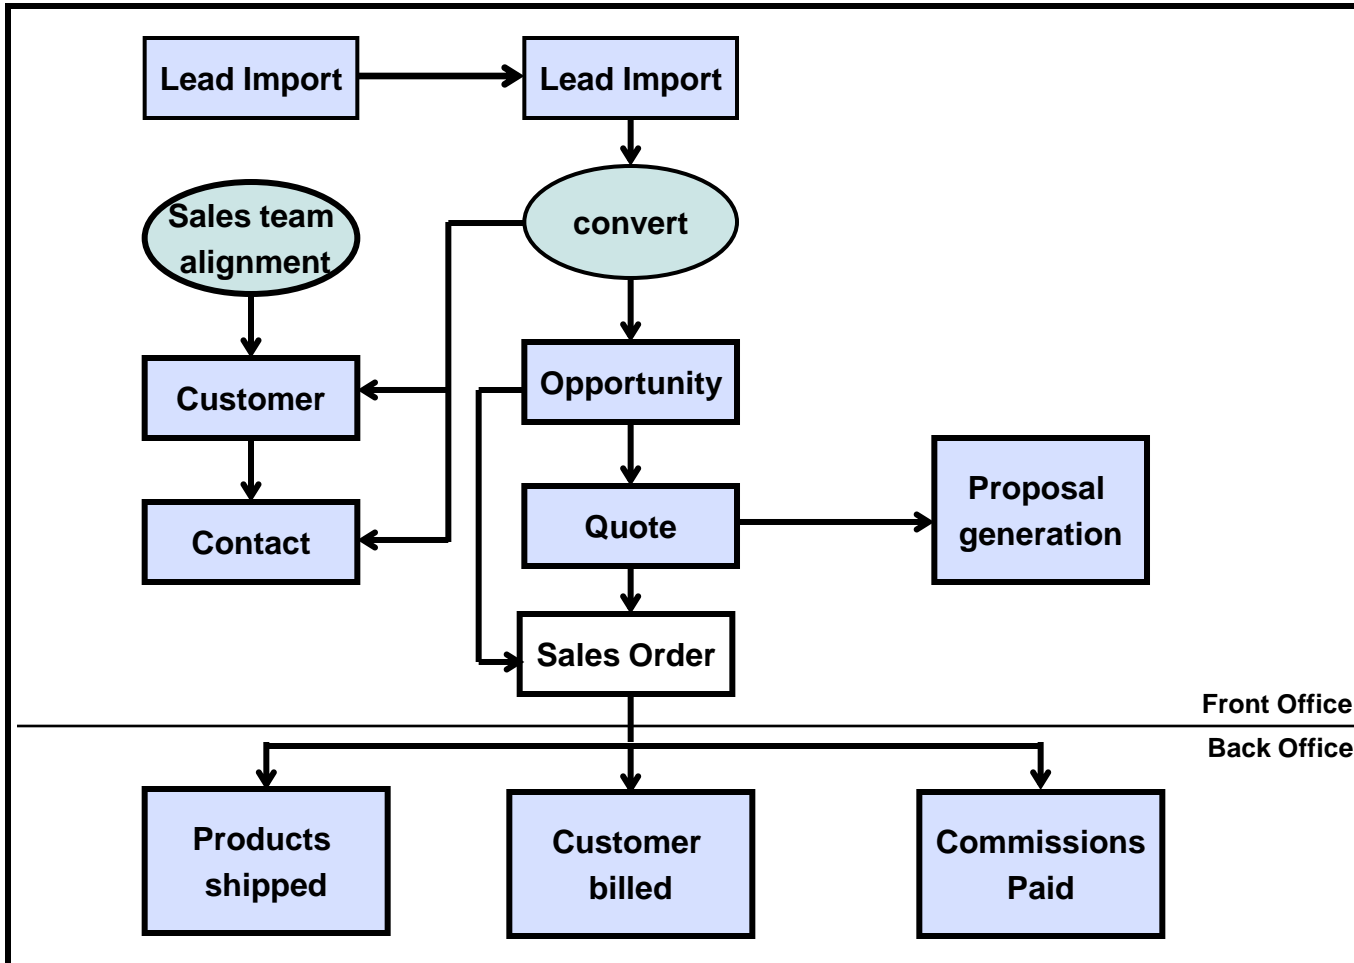 Lead Import
Lead Import
Sales team
alignment
convert
Customer
Opportunity
Contact
Quote
Proposal
generation
Sales Order
Front Office
Back Office
Products
shipped
Customer
billed
Commissions
Paid